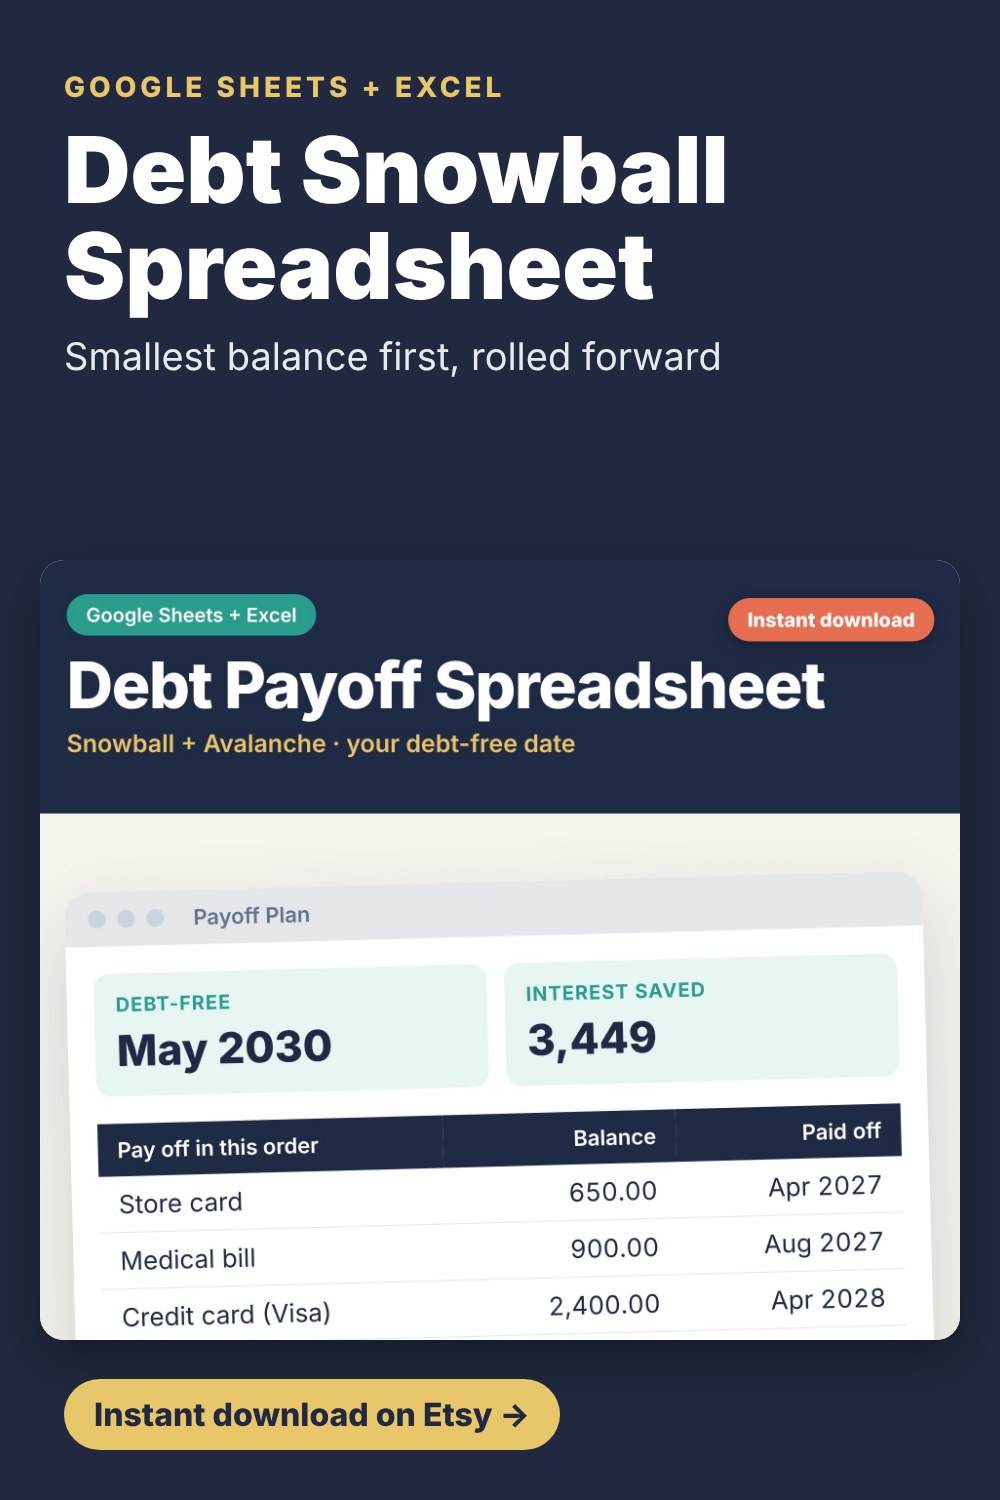 GOOGLE SHEETS + EXCEL
Debt Snowball
Spreadsheet
Smallest balance first, rolled forward
Google Sheets + Excel
Instant download
Debt Payoff Spreadsheet
Snowball + Avalanche · your debt-free date
Payoff Plan
DEBT-FREE
May 2030
INTEREST SAVED
3,449
Pay off in this order Balance Paid off
Store card 650.00 Apr 2027
Medical bill 900.00 Aug 2027
Credit card (Visa) 2,400.00 Apr 2028
Instant download on Etsy →